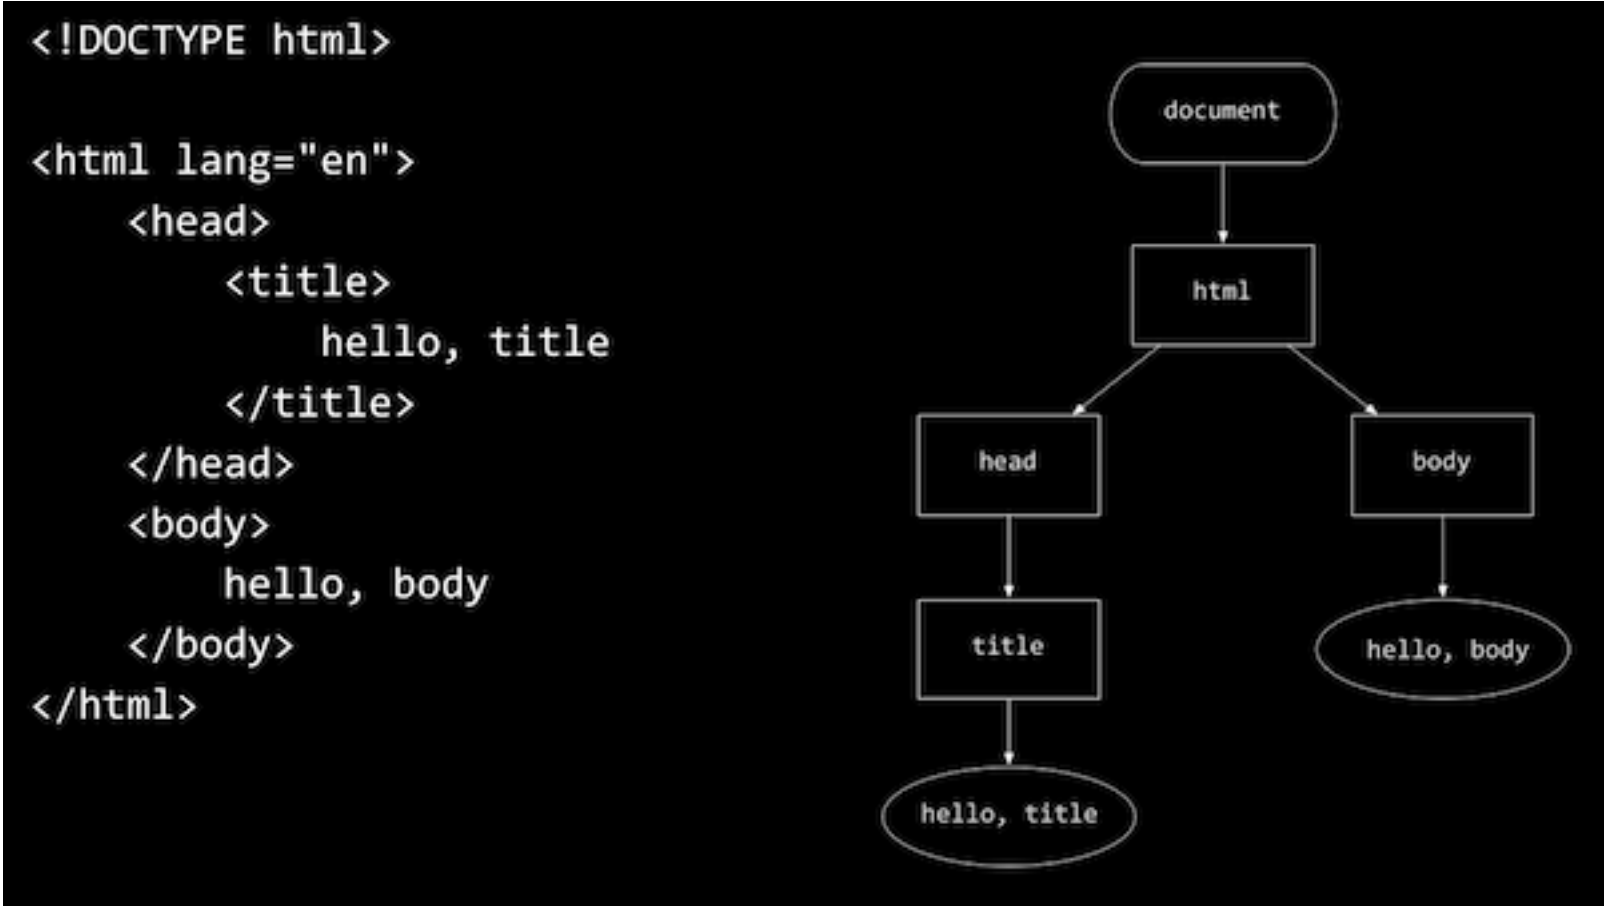 <!DOCTYPE html>
<html lang="en">
    <head>
        <title>
            hello, title
        </title>
    </head>
    <body>
        hello, body
    </body>
</html>
document
html
head
body
title
hello, body
hello, title